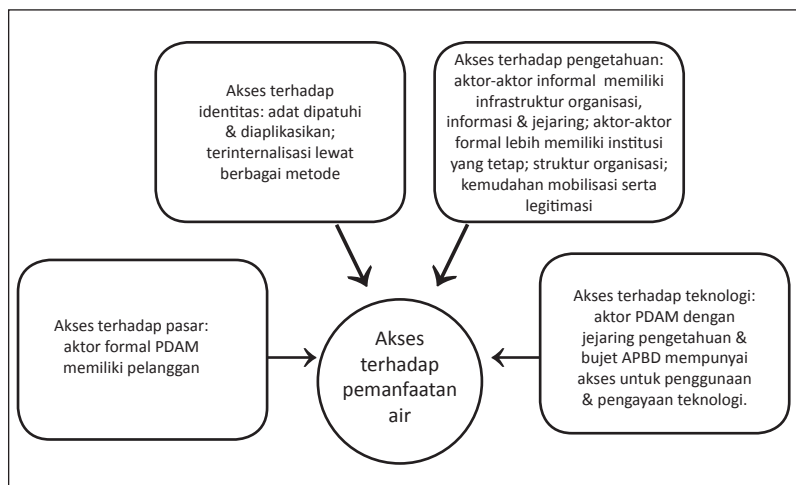 Akses terhadap
identitas: adat dipatuhi
& diaplikasikan;
terinternalisasi lewat
berbagai metode
Akses terhadap pengetahuan:
aktor-aktor informal memiliki
infrastruktur organisasi,
informasi & jejaring; aktor-aktor
formal lebih memiliki institusi
yang tetap; struktur organisasi;
kemudahan mobilisasi serta
legitimasi
Akses terhadap pasar:
aktor formal PDAM
memiliki pelanggan
Akses
terhadap
pemanfaatan
air
Akses terhadap teknologi:
aktor PDAM dengan
jejaring pengetahuan &
bujet APBD mempunyai
akses untuk penggunaan
& pengayaan teknologi.